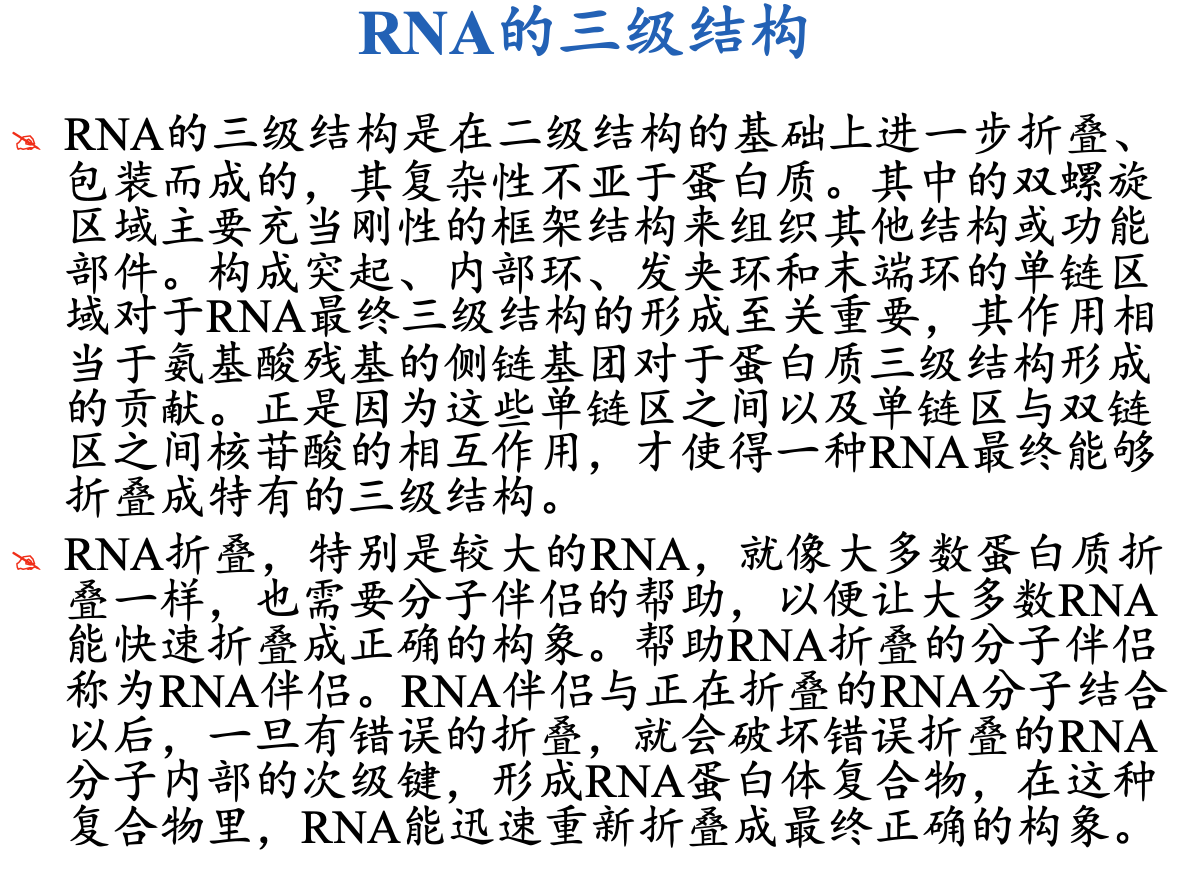 RNA的三级结构
RNA的三级结构是在二级结构的基础上进一步折叠、
包装而成的，其复杂性不亚于蛋白质。其中的双螺旋
区域主要充当刚性的框架结构来组织其他结构或功能
部件。构成突起、内部环、发夹环和末端环的单链区
域对于RNA最终三级结构的形成至关重要，其作用相
当于氨基酸残基的侧链基团对于蛋白质三级结构形成
的贡献。正是因为这些单链区之间以及单链区与双链
区之间核苷酸的相互作用，才使得一种RNA最终能够
折叠成特有的三级结构。
RNA折叠，特别是较大的RNA，就像大多数蛋白质折
叠一样，也需要分子伴侣的帮助，以便让大多数RNA
能快速折叠成正确的构象。帮助RNA折叠的分子伴侣
称为RNA伴侣。RNA伴侣与正在折叠的RNA分子结合
以后，一旦有错误的折叠，就会破坏错误折叠的RNA
分子内部的次级键，形成RNA蛋白体复合物，在这种
复合物里，RNA能迅速重新折叠成最终正确的构象。